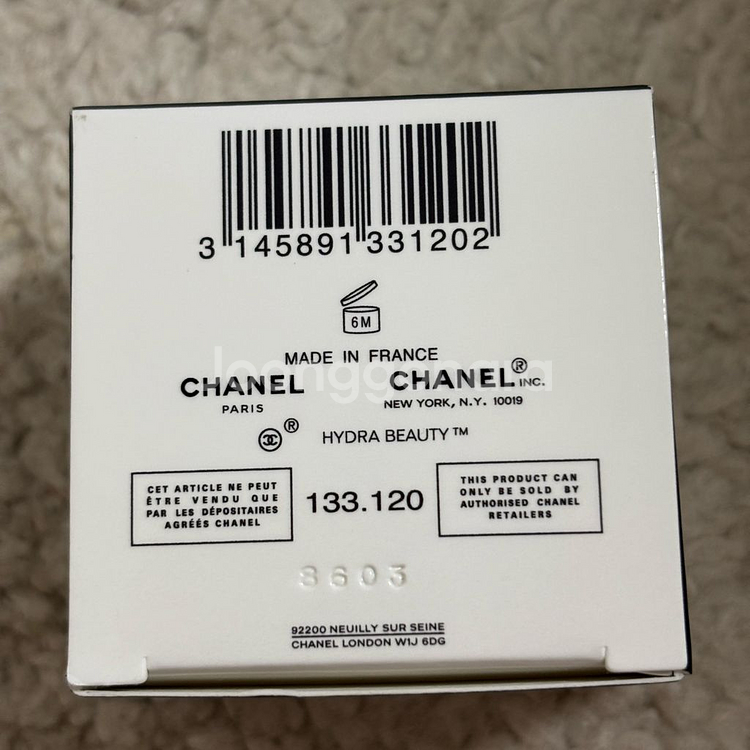 3 145891 331202
6M
MADE IN FRANCE
CHANEL CHANEL® INC.
PARIS NEW YORK, N.Y. 10019
® HYDRA BEAUTY™
CET ARTICLE NE PEUT
ÊTRE VENDU QUE
PAR LES DÉPOSITAIRES
AGRÉÉS CHANEL
133.120
THIS PRODUCT CAN
ONLY BE SOLD BY
AUTHORISED CHANEL
RETAILERS
8603
92200 NEUILLY SUR SEINE
CHANEL LONDON W1J 6DG